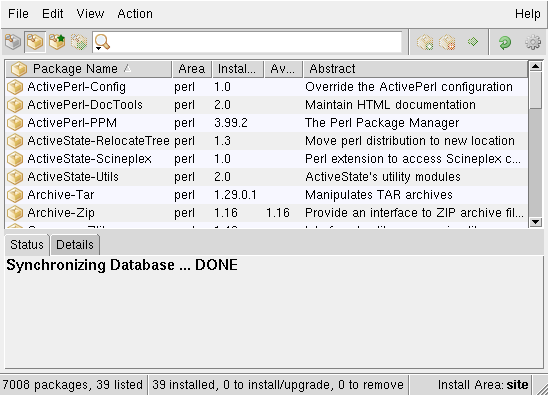 File Edit View Action Help
Package Name Area Instal... Av... Abstract
ActivePerl-Config perl 1.0 Override the ActivePerl configuration
ActivePerl-DocTools perl 2.0 Maintain HTML documentation
ActivePerl-PPM perl 3.99.2 The Perl Package Manager
ActiveState-RelocateTree perl 1.3 Move perl distribution to new location
ActiveState-Scineplex perl 1.0 Perl extension to access Scineplex c...
ActiveState-Utils perl 2.0 ActiveState's utility modules
Archive-Tar perl 1.29.0.1 Manipulates TAR archives
Archive-Zip perl 1.16 1.16 Provide an interface to ZIP archive fil...
Status Details
Synchronizing Database ... DONE
7008 packages, 39 listed 39 installed, 0 to install/upgrade, 0 to remove Install Area: site